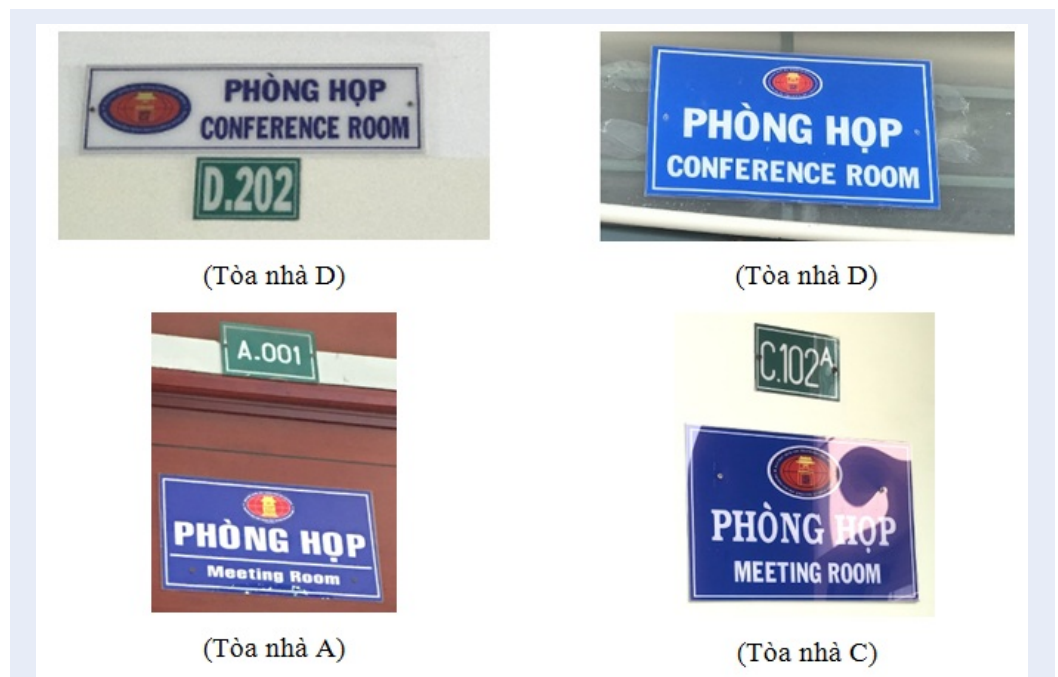 PHÒNG HỌP
CONFERENCE ROOM
D.202
(Tòa nhà D)
PHÒNG HỌP
CONFERENCE ROOM
(Tòa nhà D)
A.001
PHÒNG HỌP
Meeting Room
(Tòa nhà A)
C.102A
PHÒNG HỌP
MEETING ROOM
(Tòa nhà C)